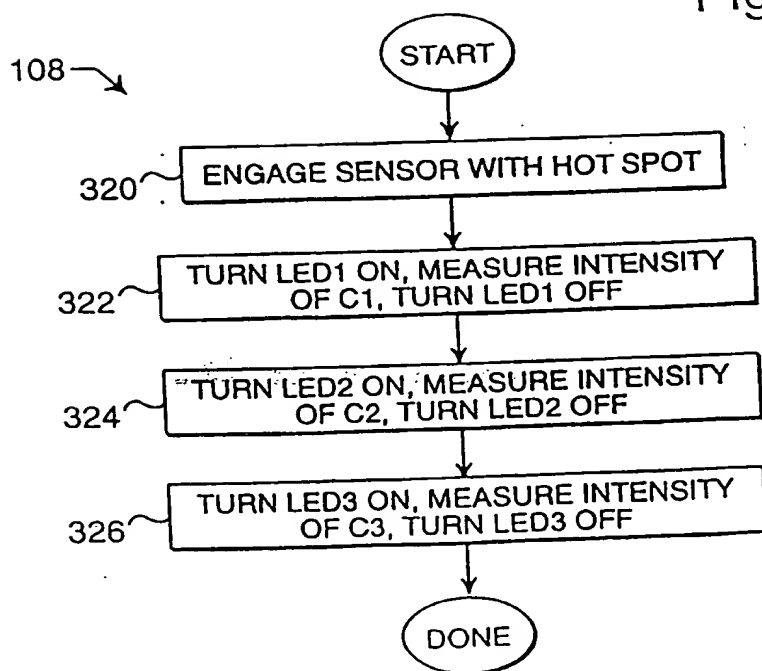 Fig
START
108
320
ENGAGE SENSOR WITH HOT SPOT
322
TURN LED1 ON, MEASURE INTENSITY
OF C1, TURN LED1 OFF
324
TURN LED2 ON, MEASURE INTENSITY
OF C2, TURN LED2 OFF
326
TURN LED3 ON, MEASURE INTENSITY
OF C3, TURN LED3 OFF
DONE